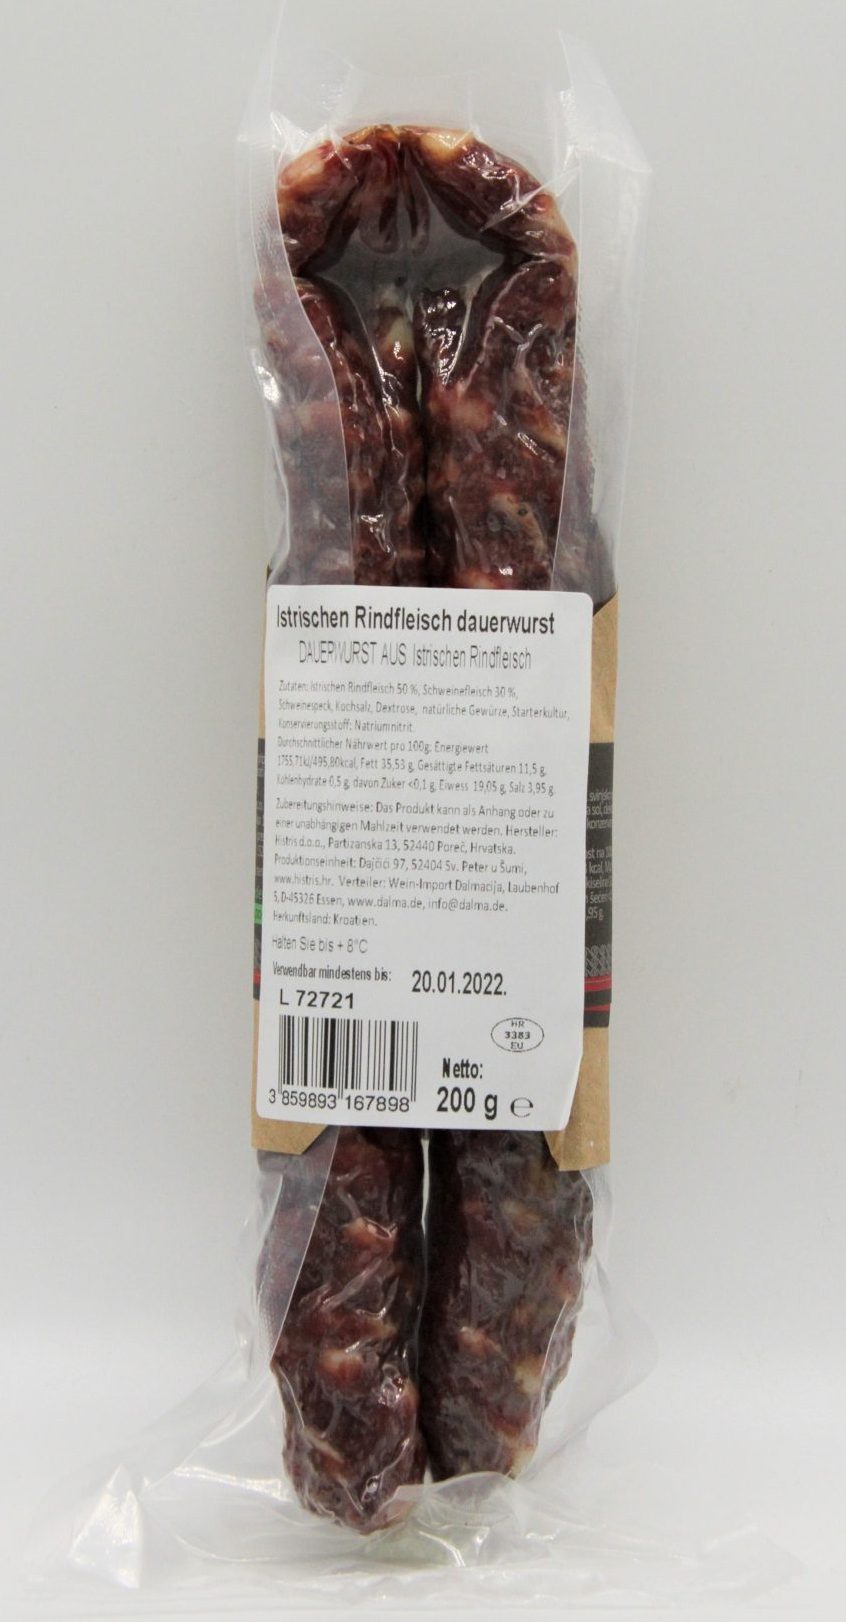 Istrischen Rindfleisch dauerwurst
DAUERWURST AUS Istrischen Rindfleisch
Zutaten: Istrischen Rindfleisch 50 %, Schweinefleisch 30 %,
Schweinespeck, Kochsalz, Dextrose, natürliche Gewürze, Starterkultur,
Konservierungsstoff: Natriumnitrit.
Durchschnittlicher Nährwert pro 100g: Energiewert
1755,71kJ/495,80kcal, Fett 35,53 g, Gesättigte Fettsäturen 11,5 g,
Kohlenhydrate 0,5 g, davon Zuker <0,1 g, Eiwess 19,05 g, Salz 3,95 g.
Zubereitungshinweise: Das Produkt kann als Anhang oder zu
einer unabhängigen Mahlzeit verwendet werden. Hersteller:
Histris d.o.o., Partizanska 13, 52440 Poreč, Hrvatska.
Produktionseinheit: Dajčići 97, 52404 Sv. Peter u Šumi,
www.histris.hr. Verteiler: Wein-Import Dalmacija, Laubenhof
5, D-45326 Essen, www.dalma.de, info@dalma.de.
Herkunftsland: Kroatien.
Halten Sie bis + 8°C
Verwendbar mindestens bis: 20.01.2022.
L 72721
HR
3383
EU
Netto:
200 g ℮
3 859893 167898